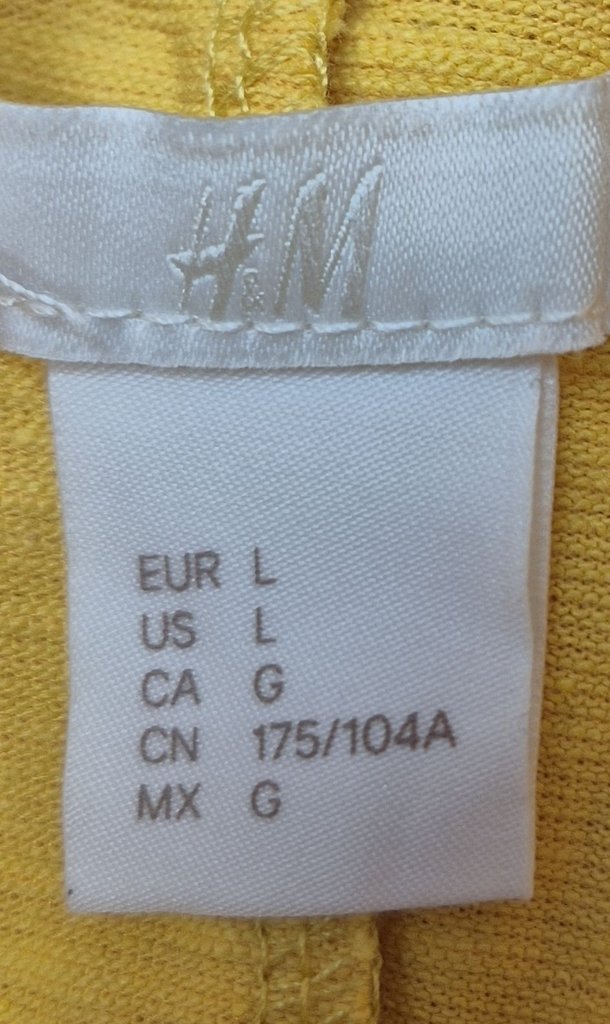 H&M
EUR L
US L
CA G
CN 175/104A
MX G